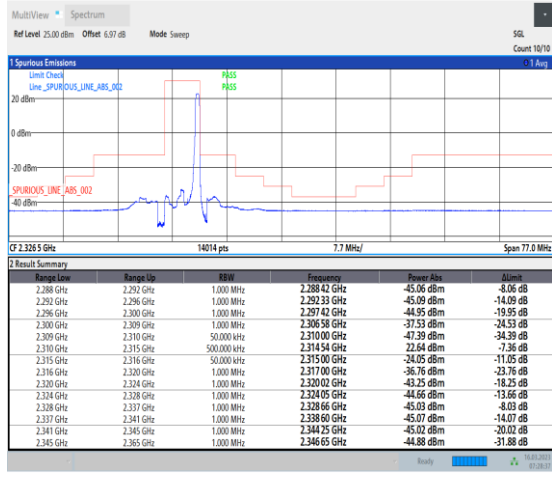 MultiView Spectrum
Ref Level 25.00 dBm Offset 6.97 dB Mode Sweep SGL
Count 10/10
1 Spurious Emissions 1 Avg
Limit Check PASS
Line _SPURIOUS_LINE_ABS_002 PASS
20 dBm
0 dBm
-20 dBm
_SPURIOUS_LINE_ABS_002
-40 dBm
CF 2.326 5 GHz 14014 pts 7.7 MHz/ Span 77.0 MHz
2 Result Summary
Range Low Range Up RBW Frequency Power Abs ΔLimit
2.288 GHz 2.292 GHz 1.000 MHz 2.288 42 GHz -45.06 dBm -8.06 dB
2.292 GHz 2.296 GHz 1.000 MHz 2.292 33 GHz -45.09 dBm -14.09 dB
2.296 GHz 2.300 GHz 1.000 MHz 2.297 42 GHz -44.95 dBm -19.95 dB
2.300 GHz 2.309 GHz 1.000 MHz 2.306 58 GHz -37.53 dBm -24.53 dB
2.309 GHz 2.310 GHz 50.000 kHz 2.310 00 GHz -47.39 dBm -34.39 dB
2.310 GHz 2.315 GHz 500.000 kHz 2.314 54 GHz 22.64 dBm -7.36 dB
2.315 GHz 2.316 GHz 50.000 kHz 2.315 00 GHz -24.05 dBm -11.05 dB
2.316 GHz 2.320 GHz 1.000 MHz 2.317 00 GHz -36.76 dBm -23.76 dB
2.320 GHz 2.324 GHz 1.000 MHz 2.320 02 GHz -43.25 dBm -18.25 dB
2.324 GHz 2.328 GHz 1.000 MHz 2.324 05 GHz -44.66 dBm -13.66 dB
2.328 GHz 2.337 GHz 1.000 MHz 2.328 66 GHz -45.03 dBm -8.03 dB
2.337 GHz 2.341 GHz 1.000 MHz 2.338 60 GHz -45.07 dBm -14.07 dB
2.341 GHz 2.345 GHz 1.000 MHz 2.344 25 GHz -45.02 dBm -20.02 dB
2.345 GHz 2.365 GHz 1.000 MHz 2.346 65 GHz -44.88 dBm -31.88 dB
Ready